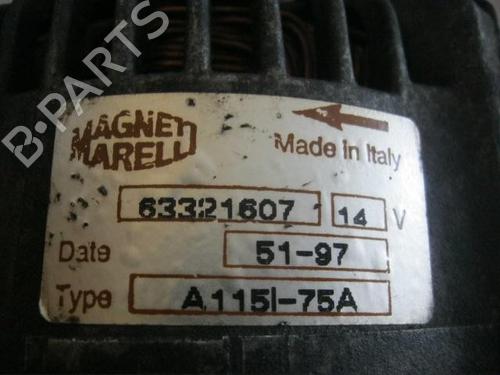 B-PARTS
MAGNETI
MARELLI
Made in Italy
63321607 14 V
Date 51-97
Type A115I-75A